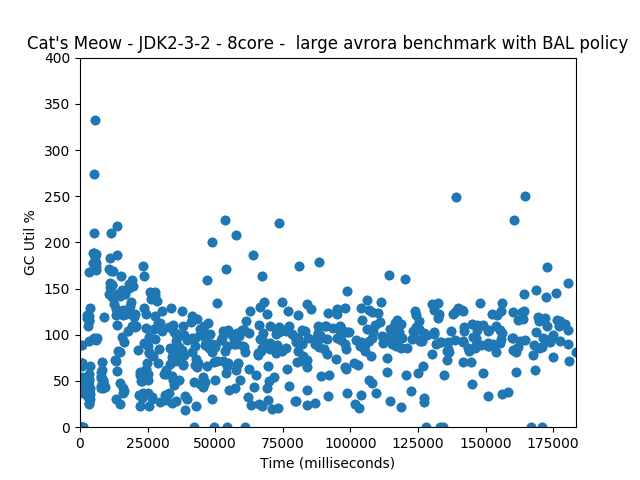 Cat's Meow - JDK2-3-2 - 8core -  large avrora benchmark with BAL policy
400
350
300
250
200
150
100
50
0
GC Util %
0 25000 50000 75000 100000 125000 150000 175000
Time (milliseconds)